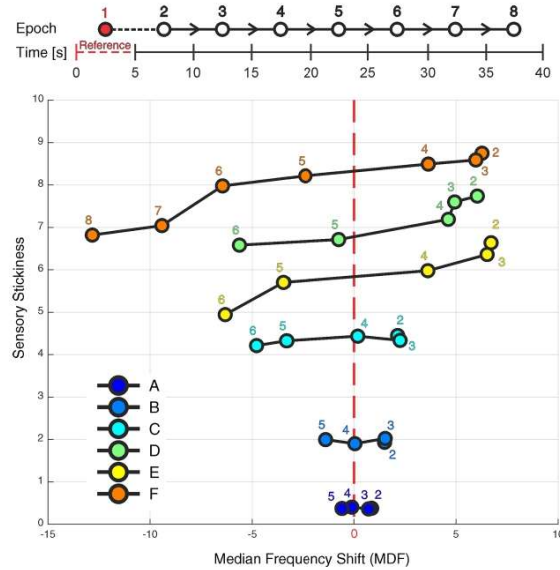 Epoch 1 2 3 4 5 6 7 8
Reference
Time [s]
0 5 10 15 20 25 30 35 40
10
9
8
7
6
5
4
3
2
1
0
Sensory Stickiness
8 7 6 5 4 3 2
6 5 4 3 2
6 5 4 3 2
6 5 4 3 2
5 4 3 2
5 4 3 2
A
B
C
D
E
F
-15 -10 -5 0 5 10
Median Frequency Shift (MDF)